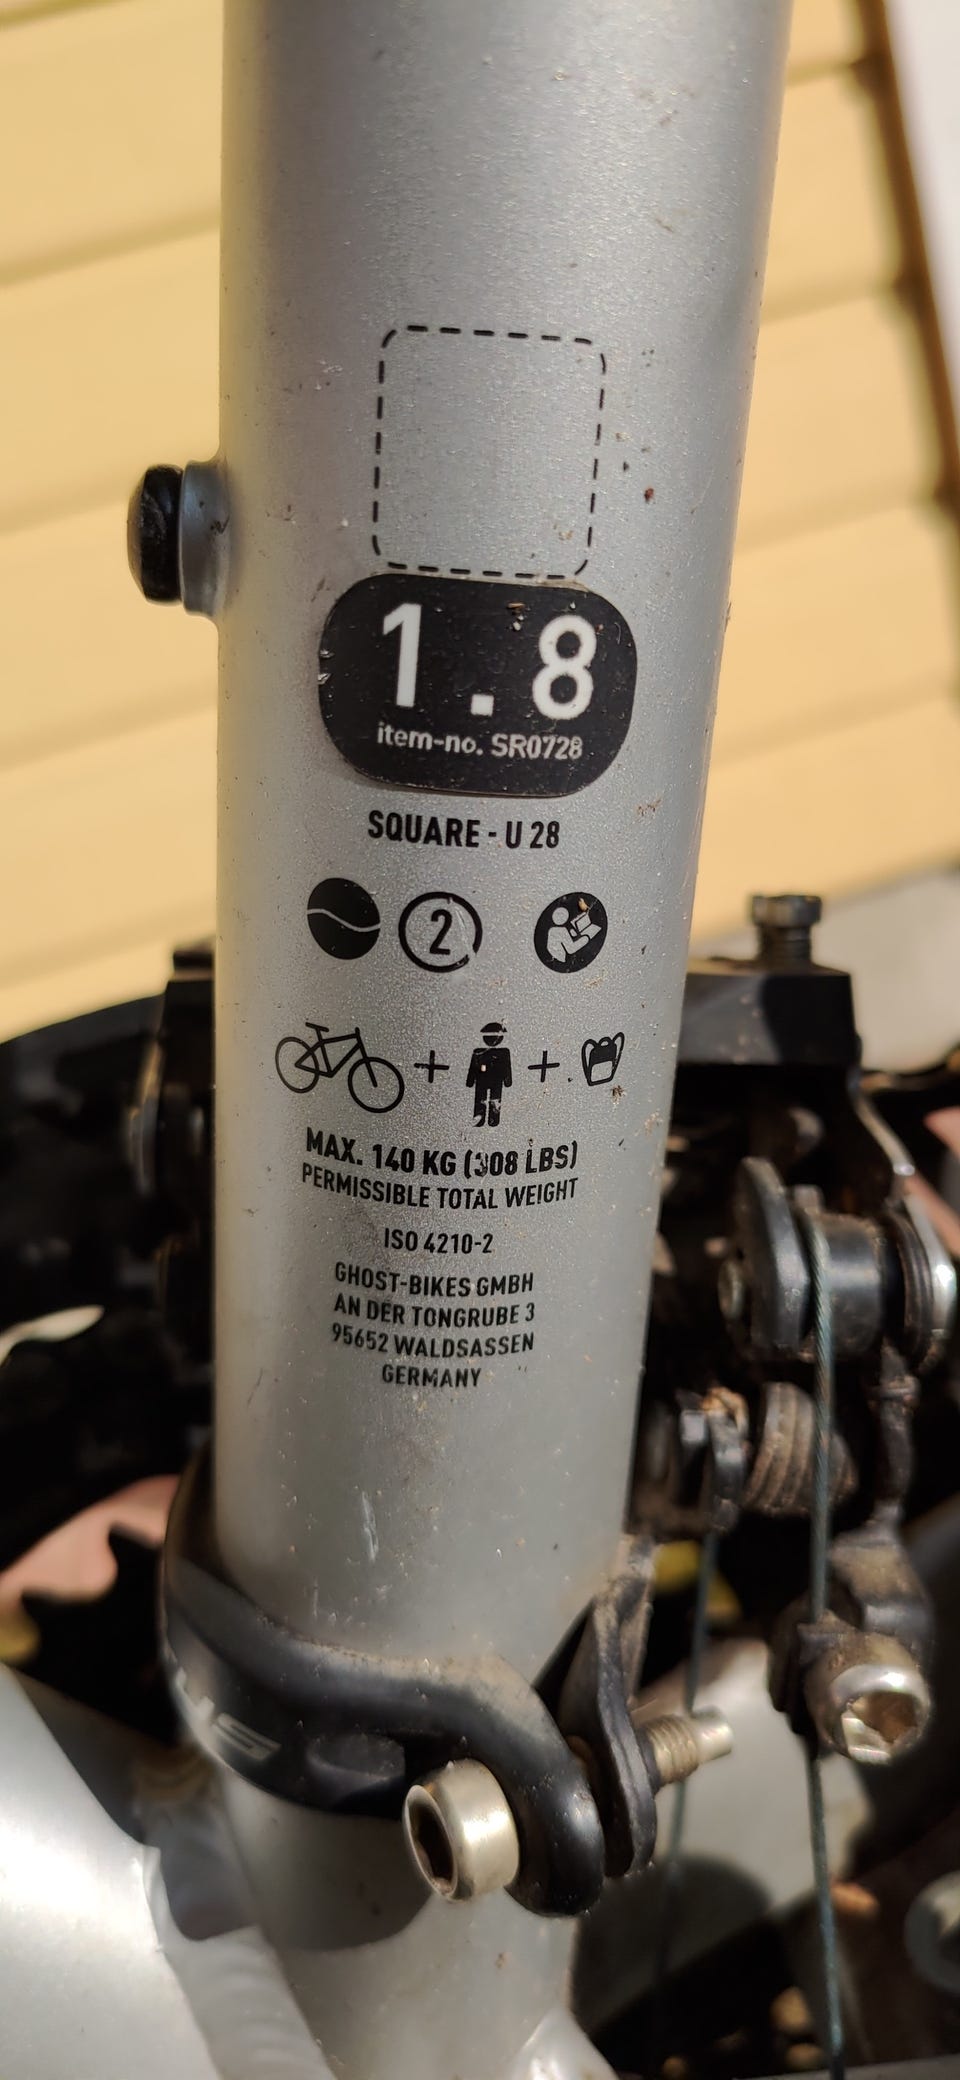 1.8
item-no. SR0728
SQUARE - U 28
2
+ +
MAX. 140 KG (308 LBS)
PERMISSIBLE TOTAL WEIGHT
ISO 4210-2
GHOST-BIKES GMBH
AN DER TONGRUBE 3
95652 WALDSASSEN
GERMANY